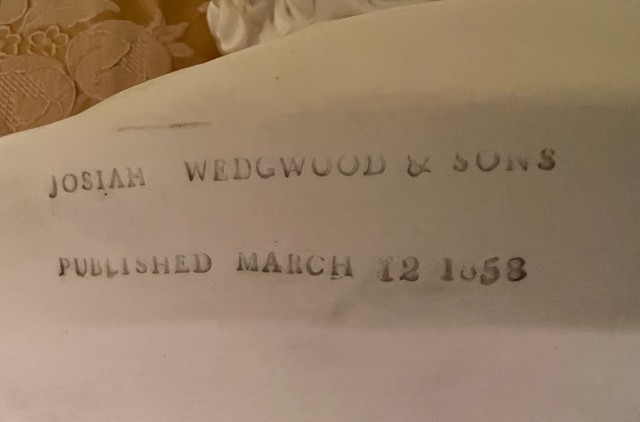 JOSIAH WEDGWOOD & SONS
PUBLISHED MARCH 12 1858